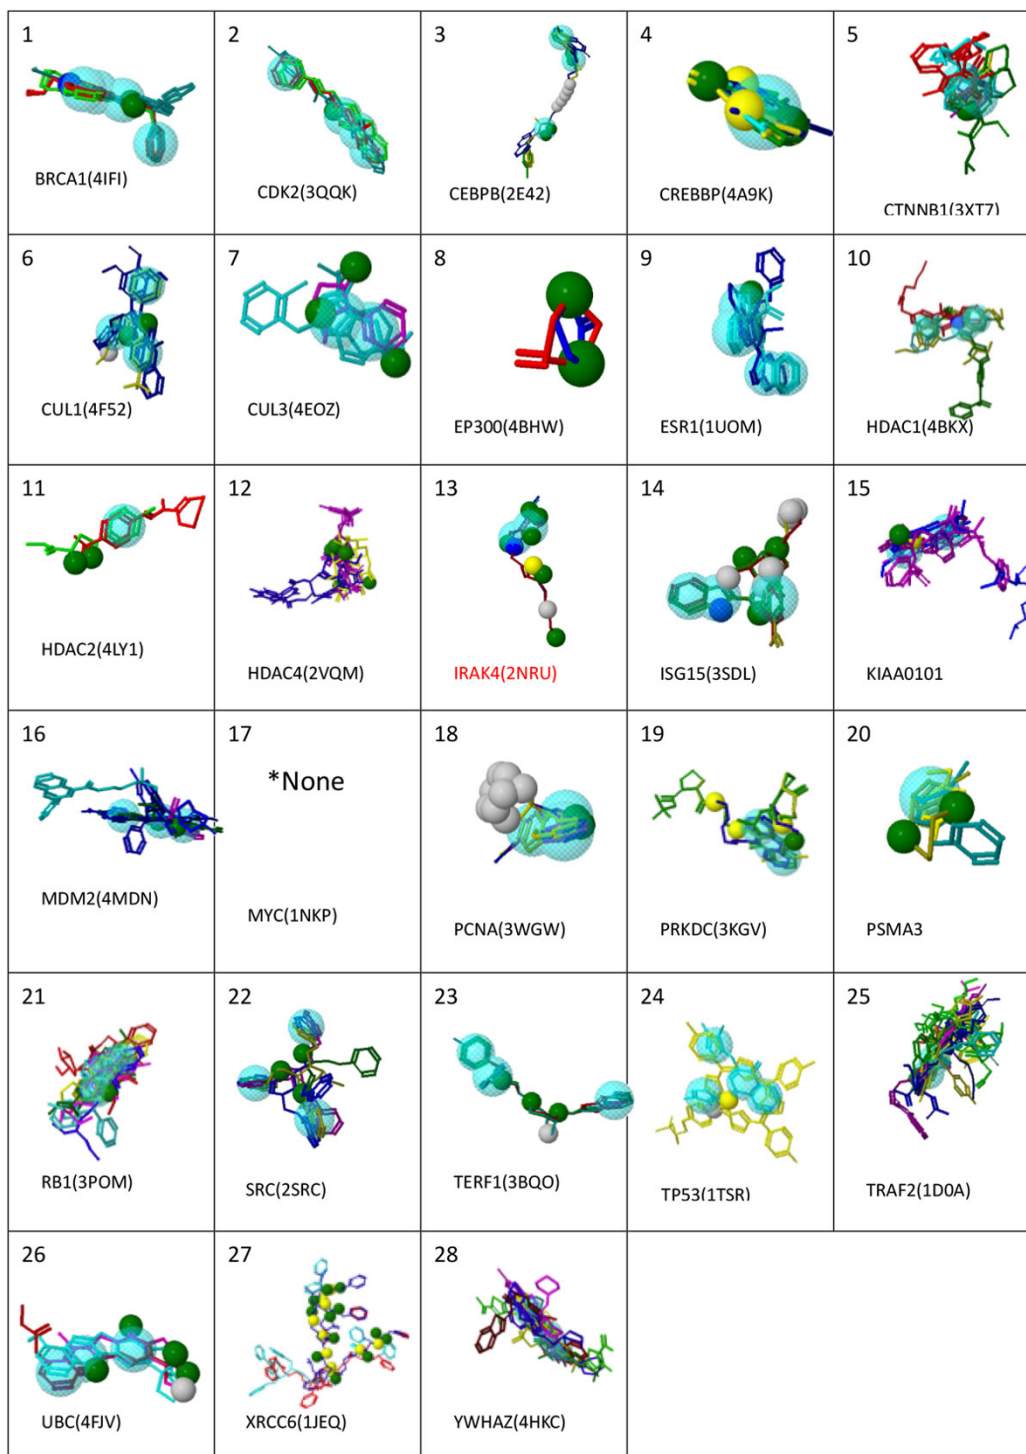 1
BRCA1(4IFI)
2
CDK2(3QQK)
3
CEBPB(2E42)
4
CREBBP(4A9K)
5
CTNNB1(3XT7)
6
CUL1(4F52)
7
CUL3(4EOZ)
8
EP300(4BHW)
9
ESR1(1UOM)
10
HDAC1(4BKX)
11
HDAC2(4LY1)
12
HDAC4(2VQM)
13
IRAK4(2NRU)
14
ISG15(3SDL)
15
KIAA0101
16
MDM2(4MDN)
17
*None
MYC(1NKP)
18
PCNA(3WGW)
19
PRKDC(3KGV)
20
PSMA3
21
RB1(3POM)
22
SRC(2SRC)
23
TERF1(3BQO)
24
TP53(1TSR)
25
TRAF2(1D0A)
26
UBC(4FJV)
27
XRCC6(1JEQ)
28
YWHAZ(4HKC)